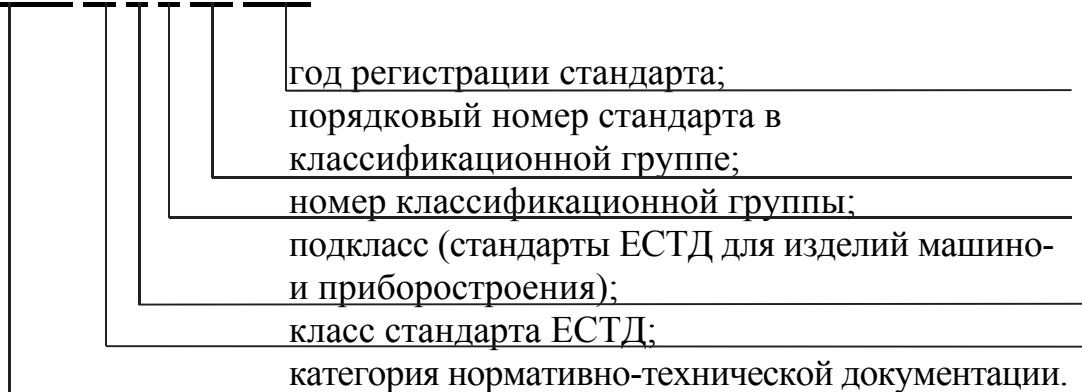 год регистрации стандарта;
порядковый номер стандарта в
классификационной группе;
номер классификационной группы;
подкласс (стандарты ЕСТД для изделий машино-
и приборостроения);
класс стандарта ЕСТД;
категория нормативно-технической документации.